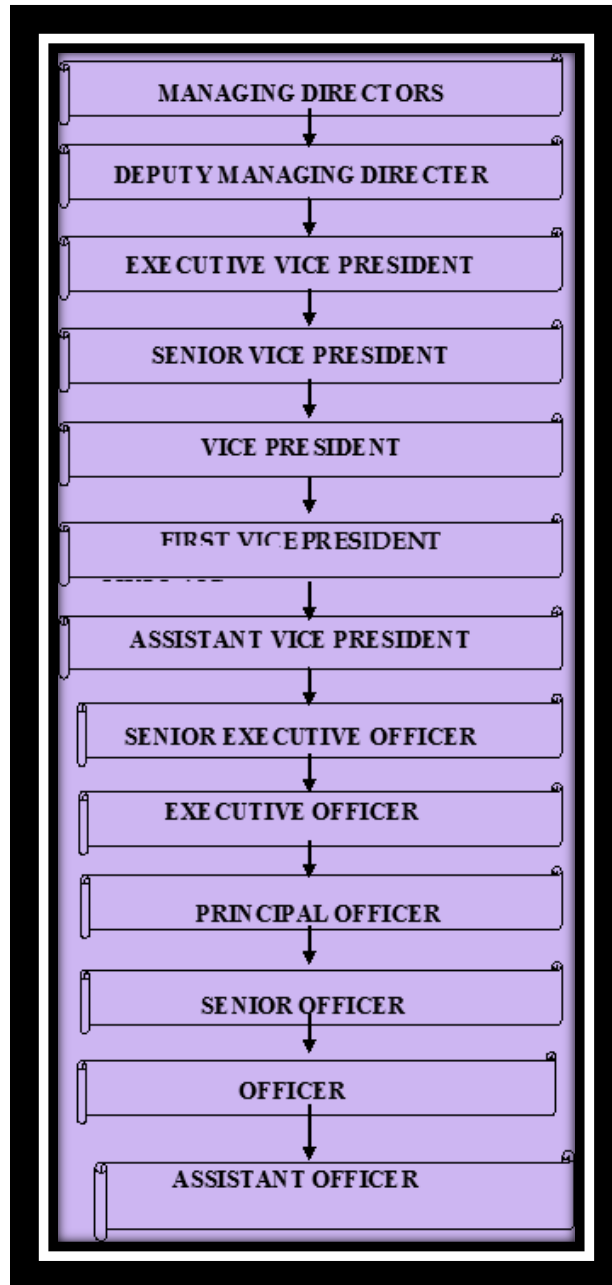 MANAGING DIRECTORS
DEPUTY MANAGING DIRECTER
EXECUTIVE VICE PRESIDENT
SENIOR VICE PRESIDENT
VICE PRESIDENT
FIRST VICE PRESIDENT
ASSISTANT VICE PRESIDENT
SENIOR EXECUTIVE OFFICER
EXECUTIVE OFFICER
PRINCIPAL OFFICER
SENIOR OFFICER
OFFICER
ASSISTANT OFFICER